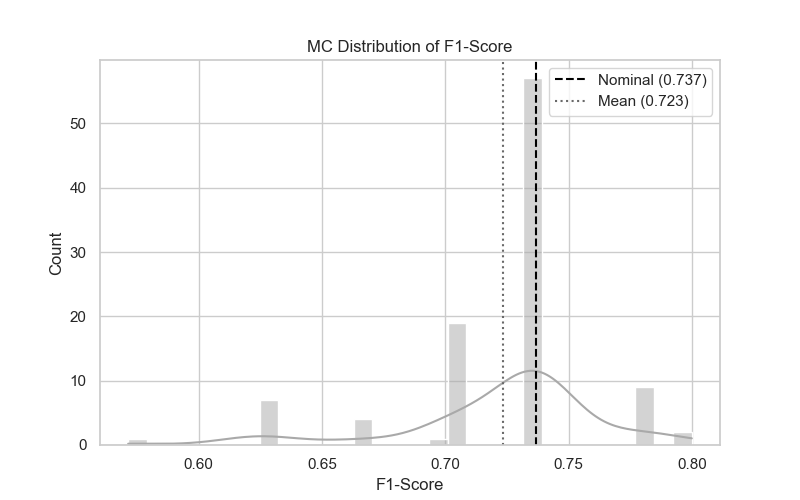 MC Distribution of F1-Score
Nominal (0.737)
Mean (0.723)
Count
50
40
30
20
10
0
0.60 0.65 0.70 0.75 0.80
F1-Score